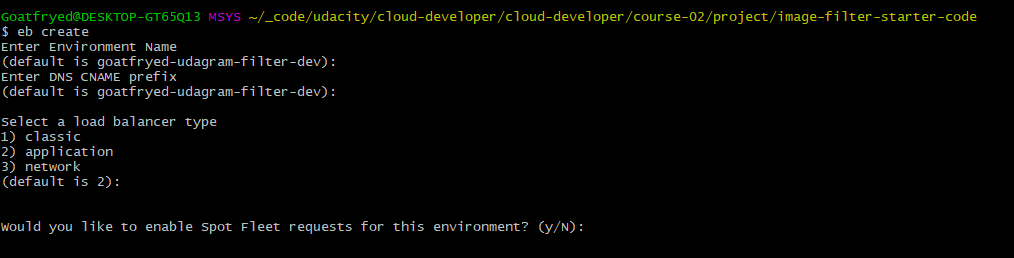 Goatfryed@DESKTOP-GT65Q13 MSYS ~/_code/udacity/cloud-developer/cloud-developer/course-02/project/image-filter-starter-code
$ eb create
Enter Environment Name
(default is goatfryed-udagram-filter-dev):
Enter DNS CNAME prefix
(default is goatfryed-udagram-filter-dev):
Select a load balancer type
1) classic
2) application
3) network
(default is 2):
Would you like to enable Spot Fleet requests for this environment? (y/N):